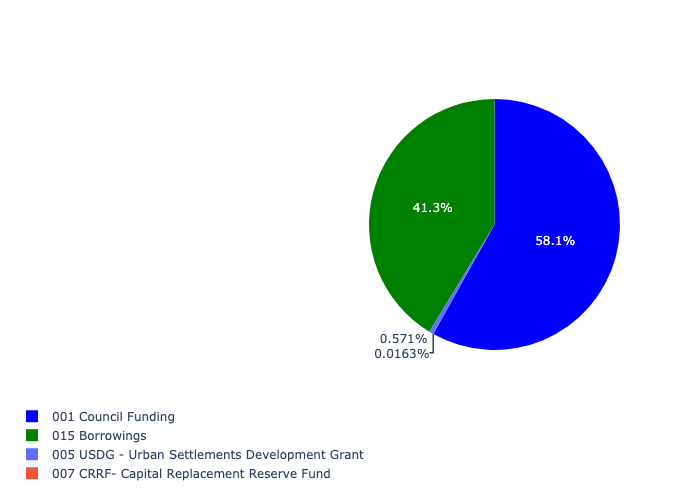 41.3%
58.1%
0.571%
0.0163%
001 Council Funding
015 Borrowings
005 USDG - Urban Settlements Development Grant
007 CRRF- Capital Replacement Reserve Fund